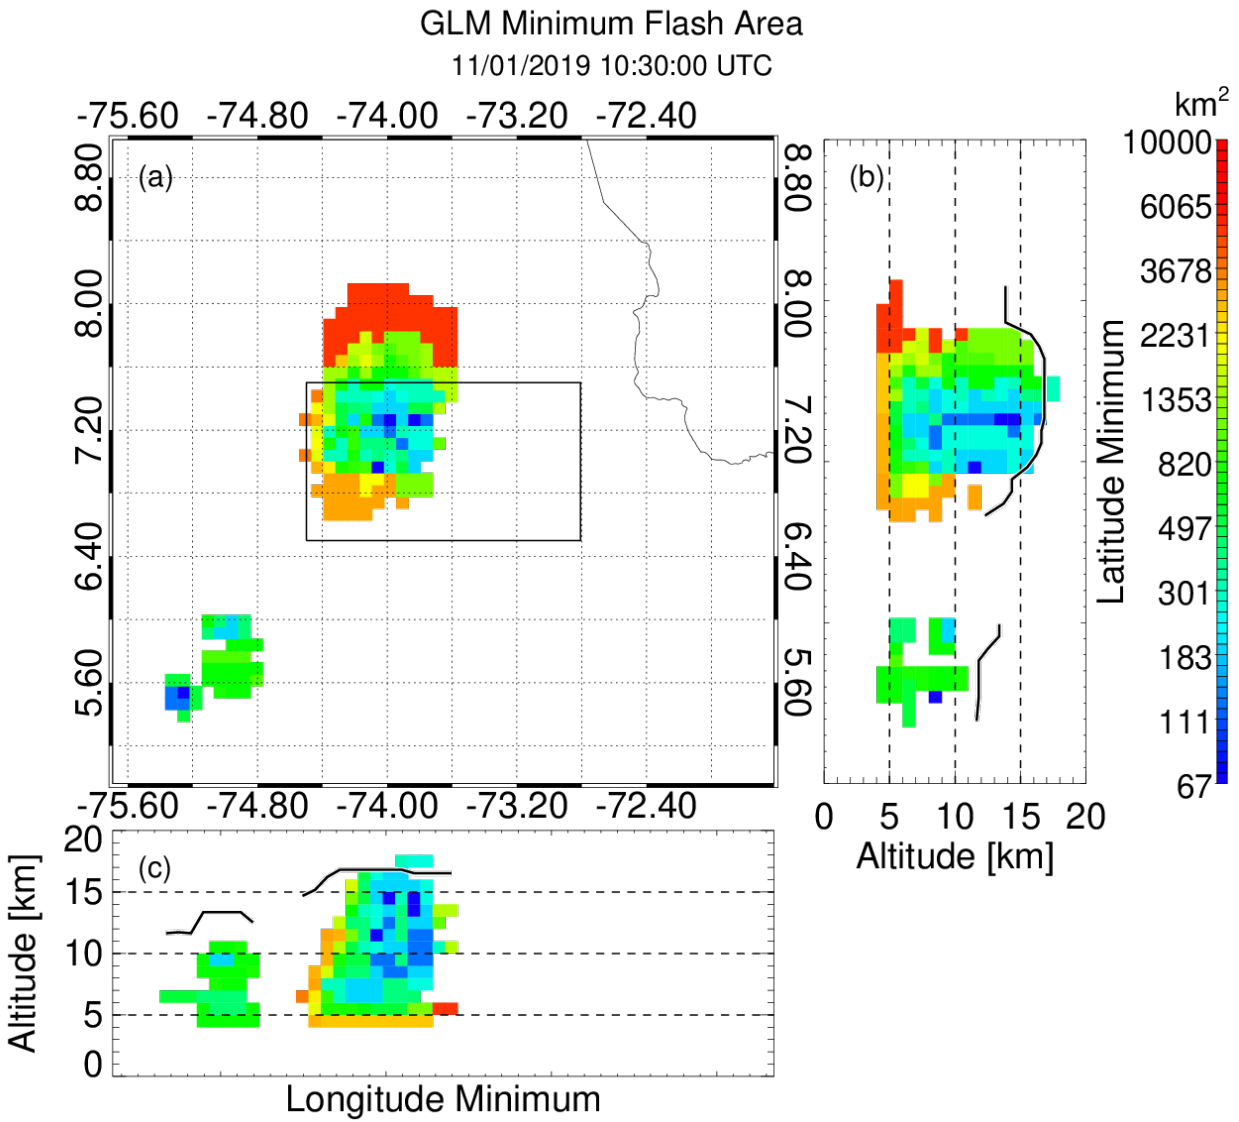 GLM Minimum Flash Area
11/01/2019 10:30:00 UTC
-75.60 -74.80 -74.00 -73.20 -72.40
km2
(a)
8.80
8.00
7.20
6.40
5.60
8.80
8.00
7.20
6.40
5.60
-75.60 -74.80 -74.00 -73.20 -72.40
(b)
0 5 10 15 20
Altitude [km]
Latitude Minimum
10000
6065
3678
2231
1353
820
497
301
183
111
67
(c)
20
15
10
5
0
Altitude [km]
Longitude Minimum